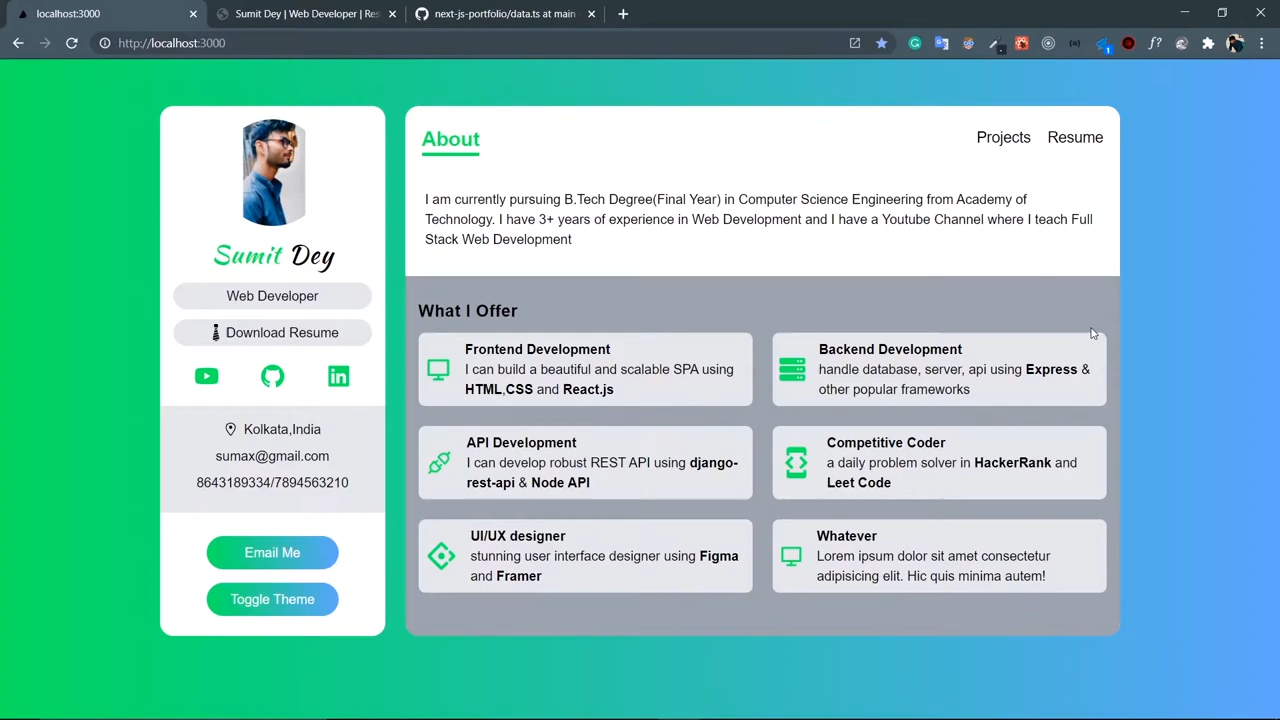 localhost:3000
Sumit Dey | Web Developer | Res
next-js-portfolio/data.ts at main
http://localhost:3000
About
Projects
Resume
I am currently pursuing B.Tech Degree(Final Year) in Computer Science Engineering from Academy of
Technology. I have 3+ years of experience in Web Development and I have a Youtube Channel where I teach Full
Stack Web Development
Sumit Dey
Web Developer
Download Resume
Kolkata,India
sumax@gmail.com
8643189334/7894563210
Email Me
Toggle Theme
What I Offer
Frontend Development
I can build a beautiful and scalable SPA using
HTML,CSS and React.js
Backend Development
handle database, server, api using Express &
other popular frameworks
API Development
I can develop robust REST API using django-
rest-api & Node API
Competitive Coder
a daily problem solver in HackerRank and
Leet Code
UI/UX designer
stunning user interface designer using Figma
and Framer
Whatever
Lorem ipsum dolor sit amet consectetur
adipisicing elit. Hic quis minima autem!